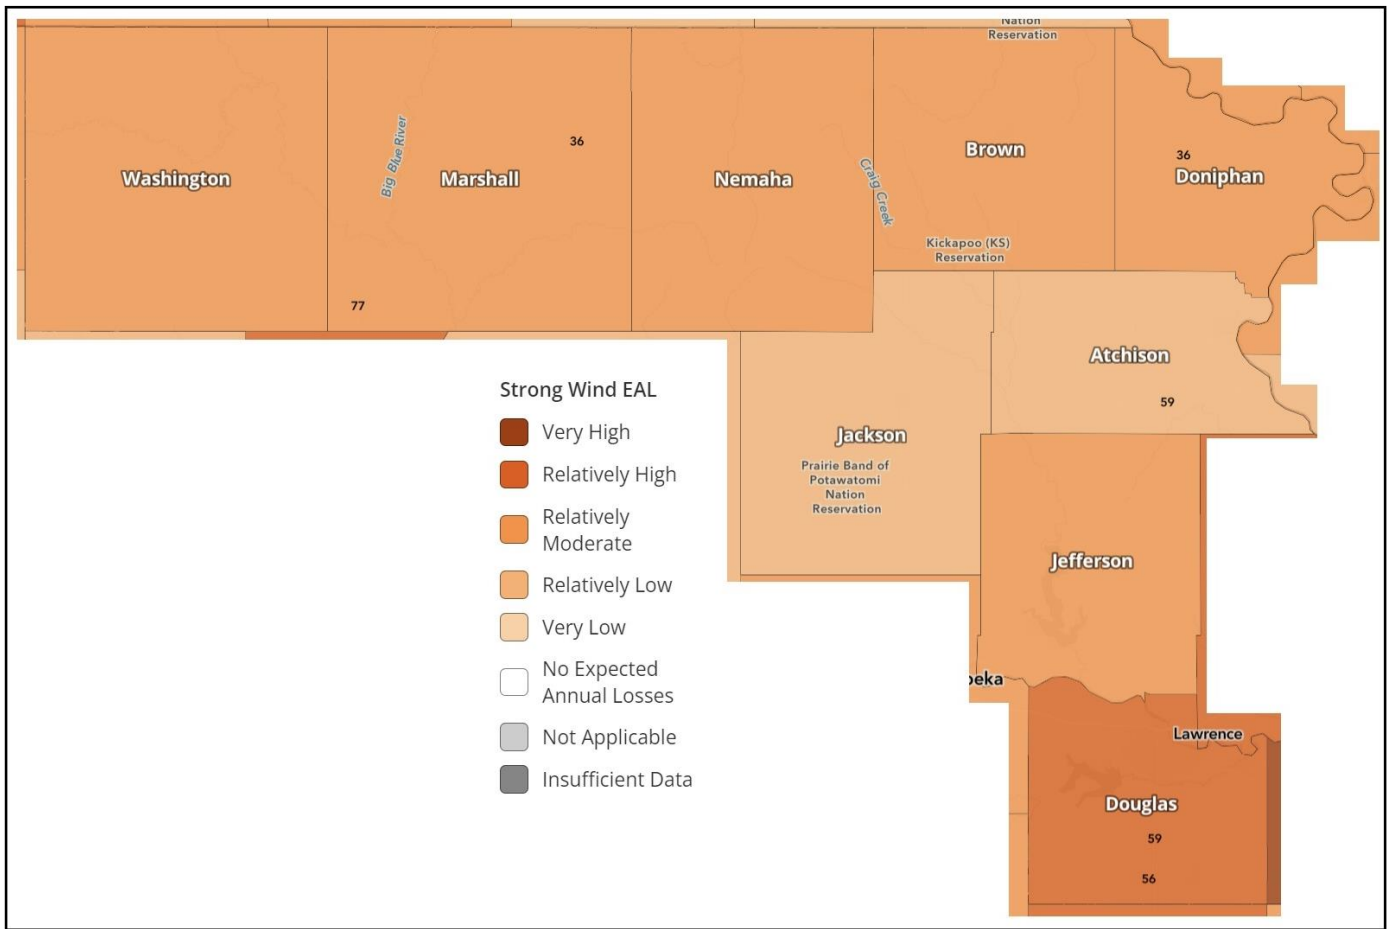 Nation
Reservation
Washington
Big Blue River
Marshall
36
77
Nemaha
Craig Creek
Brown
Kickapoo (KS)
Reservation
36
Doniphan
Atchison
59
Jackson
Prairie Band of
Potawatomi
Nation
Reservation
Jefferson
peka
Lawrence
Douglas
59
56
Strong Wind EAL
Very High
Relatively High
Relatively
Moderate
Relatively Low
Very Low
No Expected
Annual Losses
Not Applicable
Insufficient Data